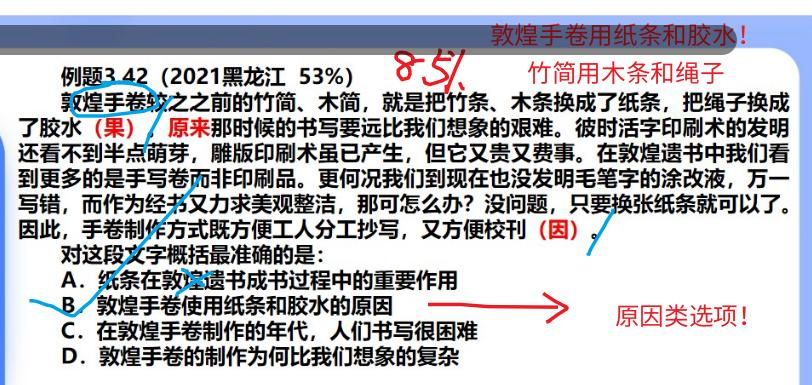 敦煌手卷用纸条和胶水！
85%
竹简用木条和绳子
例题3.42（2021黑龙江 53%）
敦煌手卷较之之前的竹简、木简，就是把竹条、木条换成了纸条，把绳子换成
了胶水（果），原来那时候的书写要远比我们想象的艰难。彼时活字印刷术的发明
还看不到半点萌芽，雕版印刷术虽已产生，但它又贵又费事。在敦煌遗书中我们看
到更多的是手写卷而非印刷品。更何况我们到现在也没发明毛笔字的涂改液，万一
写错，而作为经书又力求美观整洁，那可怎么办？没问题，只要换张纸条就可以了。
因此，手卷制作方式既方便工人分工抄写，又方便校刊（因）。
对这段文字概括最准确的是：
A．纸条在敦煌遗书成书过程中的重要作用
B．敦煌手卷使用纸条和胶水的原因
原因类选项！
C．在敦煌手卷制作的年代，人们书写很困难
D．敦煌手卷的制作为何比我们想象的复杂